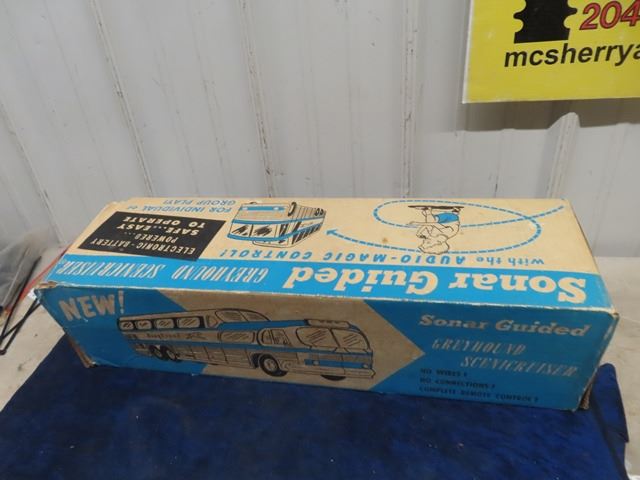 204
mcsherrya
Sonar Guided
GREYHOUND SCENICRUISER
with the AUDIO-MAGIC CONTROL!
FOR INDIVIDUAL or
GROUP PLAY!
ELECTRONIC-BATTERY
POWERED...
SAFE...EASY
TO OPERATE
NEW!
Sonar Guided
GREYHOUND
SCENICRUISER
NO WIRES!
NO CONNECTIONS!
COMPLETE REMOTE CONTROL!